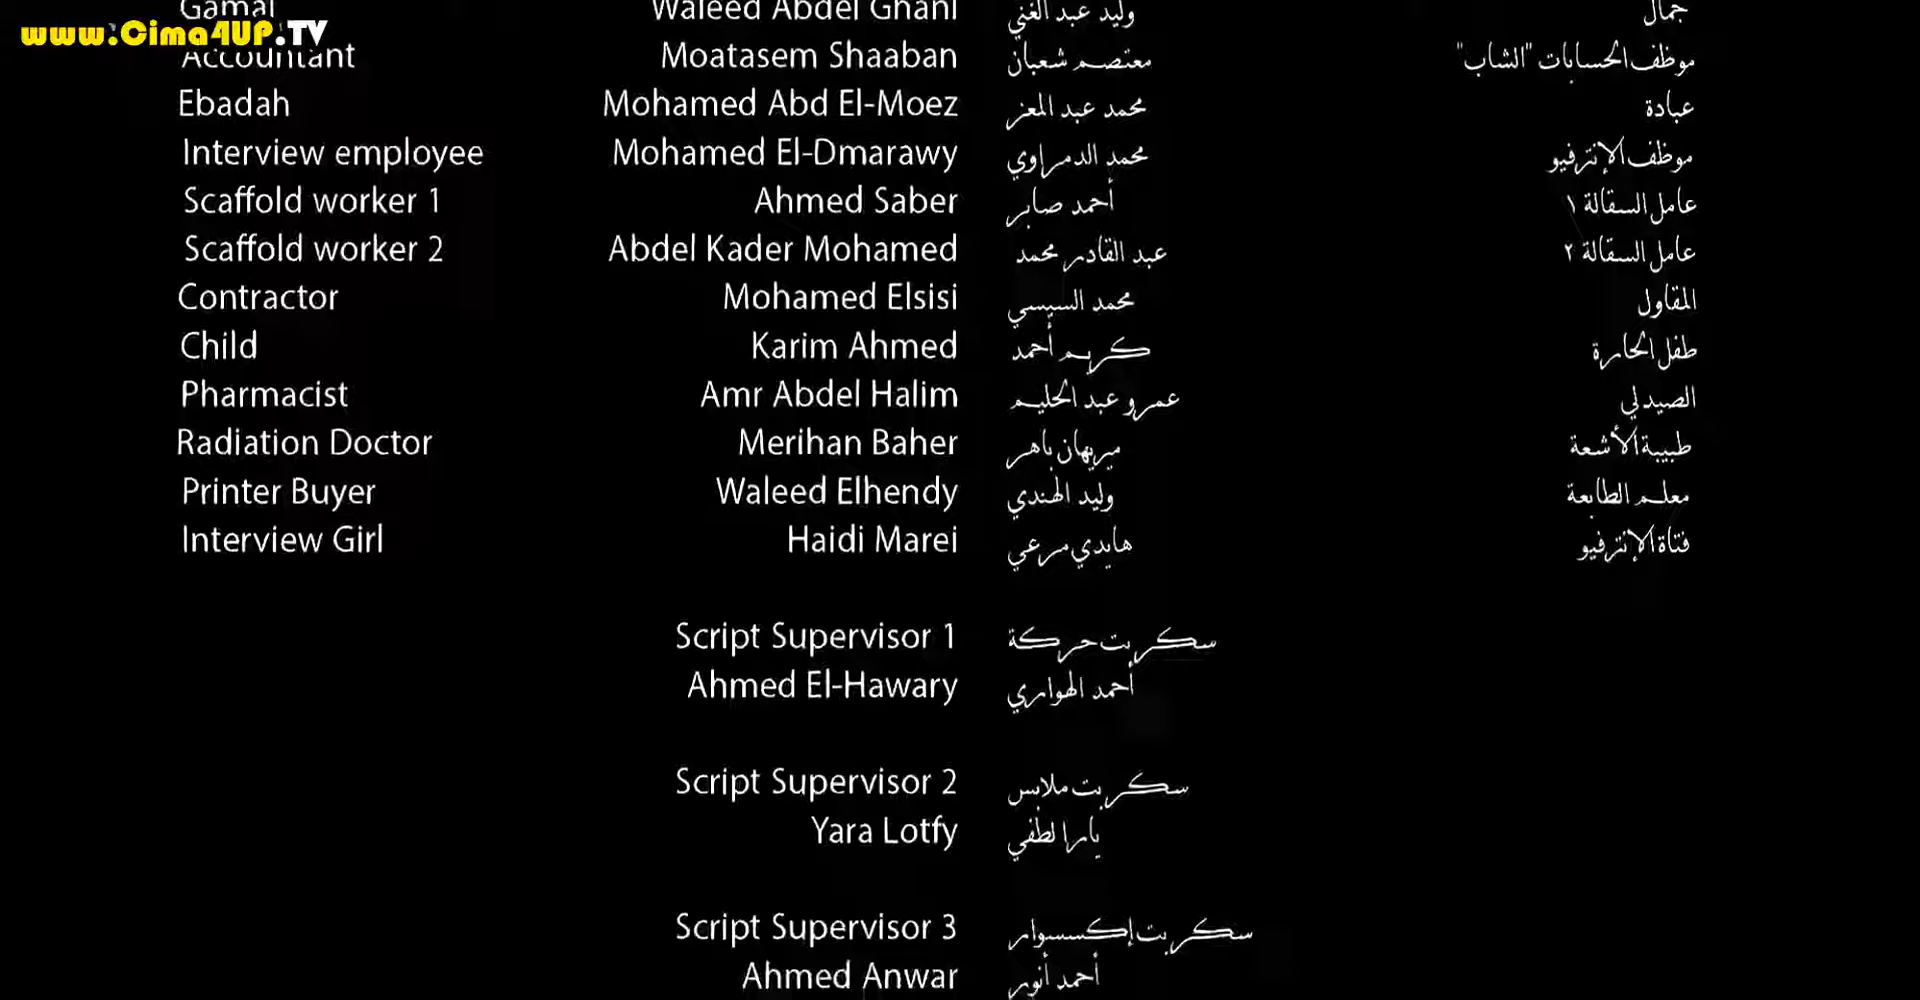 www.Cima4UP.TV
Gamal Waleed Abdel Ghani وليد عبد الغني جمال
Accountant Moatasem Shaaban معتصم شعبان موظف الحسابات "الشاب"
Ebadah Mohamed Abd El-Moez محمد عبد المعز عبادة
Interview employee Mohamed El-Dmarawy محمد الدمراوي موظف الإنترفيو
Scaffold worker 1 Ahmed Saber أحمد صابر عامل السقالة ١
Scaffold worker 2 Abdel Kader Mohamed عبد القادر محمد عامل السقالة ٢
Contractor Mohamed Elsisi محمد السيسي المقاول
Child Karim Ahmed كريم أحمد طفل الحارة
Pharmacist Amr Abdel Halim عمرو عبد الحليم الصيدلي
Radiation Doctor Merihan Baher ميريهان باهر طبيبة الأشعة
Printer Buyer Waleed Elhendy وليد الهندي معلم الطابعة
Interview Girl Haidi Marei هايدي مرعي فتاة الإنترفيو
Script Supervisor 1 سكريبت حركة
Ahmed El-Hawary أحمد الهواري
Script Supervisor 2 سكريبت ملابس
Yara Lotfy يارا لطفي
Script Supervisor 3 سكريبت إكسسوار
Ahmed Anwar أحمد أنور